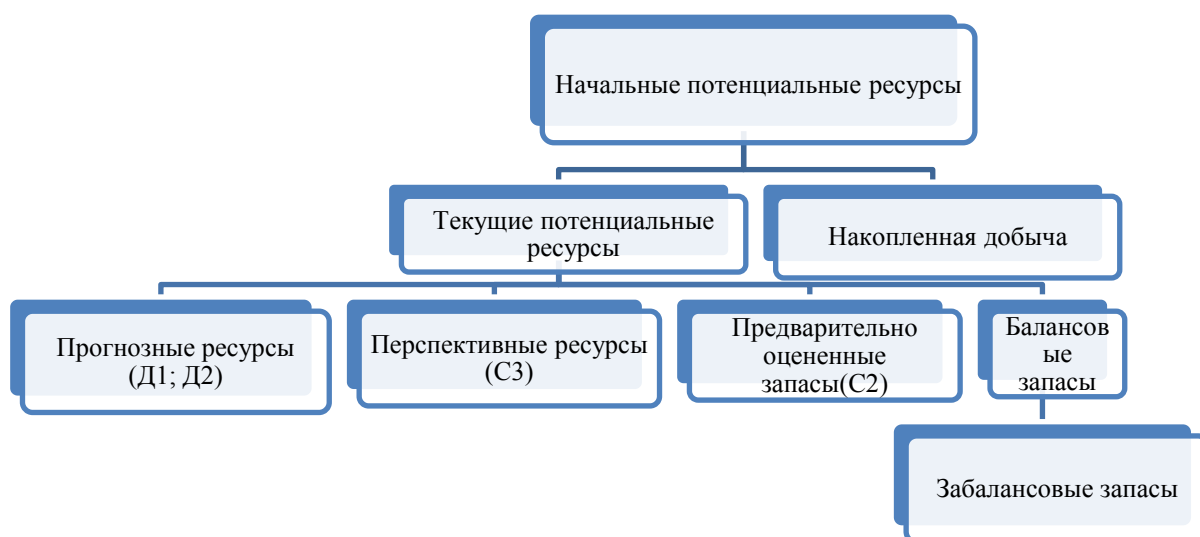 Начальные потенциальные ресурсы
Текущие потенциальные
ресурсы
Накопленная добыча
Прогнозные ресурсы
(Д1; Д2)
Перспективные ресурсы
(С3)
Предварительно
оцененные
запасы(С2)
Балансов
ые
запасы
Забалансовые запасы